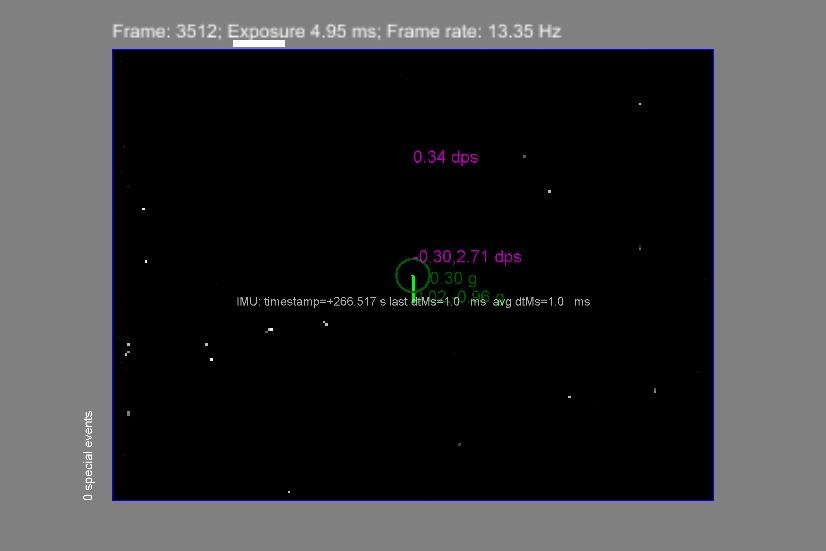 Frame: 3512; Exposure 4.95 ms; Frame rate: 13.35 Hz
0.34 dps
-0.30,2.71 dps
0.30 g
IMU: timestamp=+266.517 s last dtMs=1.0 ms avg dtMs=1.0 ms
0 special events